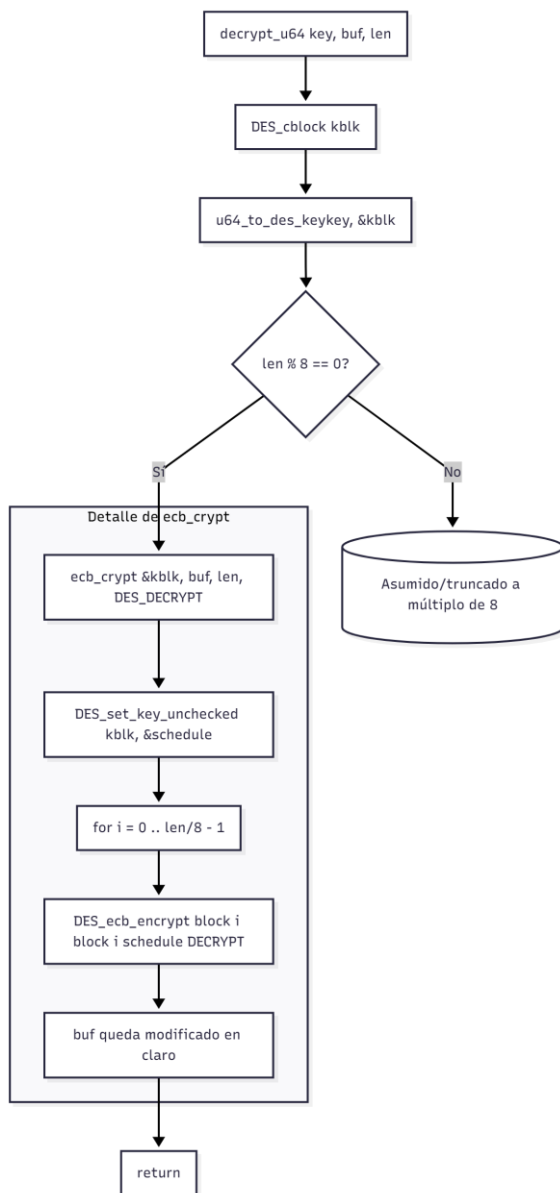 decrypt_u64 key, buf, len
DES_cblock kblk
u64_to_des_keykey, &kblk
len % 8 == 0?
Sí
No
Detalle de ecb_crypt
ecb_crypt &kblk, buf, len,
DES_DECRYPT
Asumido/truncado a
múltiplo de 8
DES_set_key_unchecked
kblk, &schedule
for i = 0 .. len/8 - 1
DES_ecb_encrypt block i
block i schedule DECRYPT
buf queda modificado en
claro
return